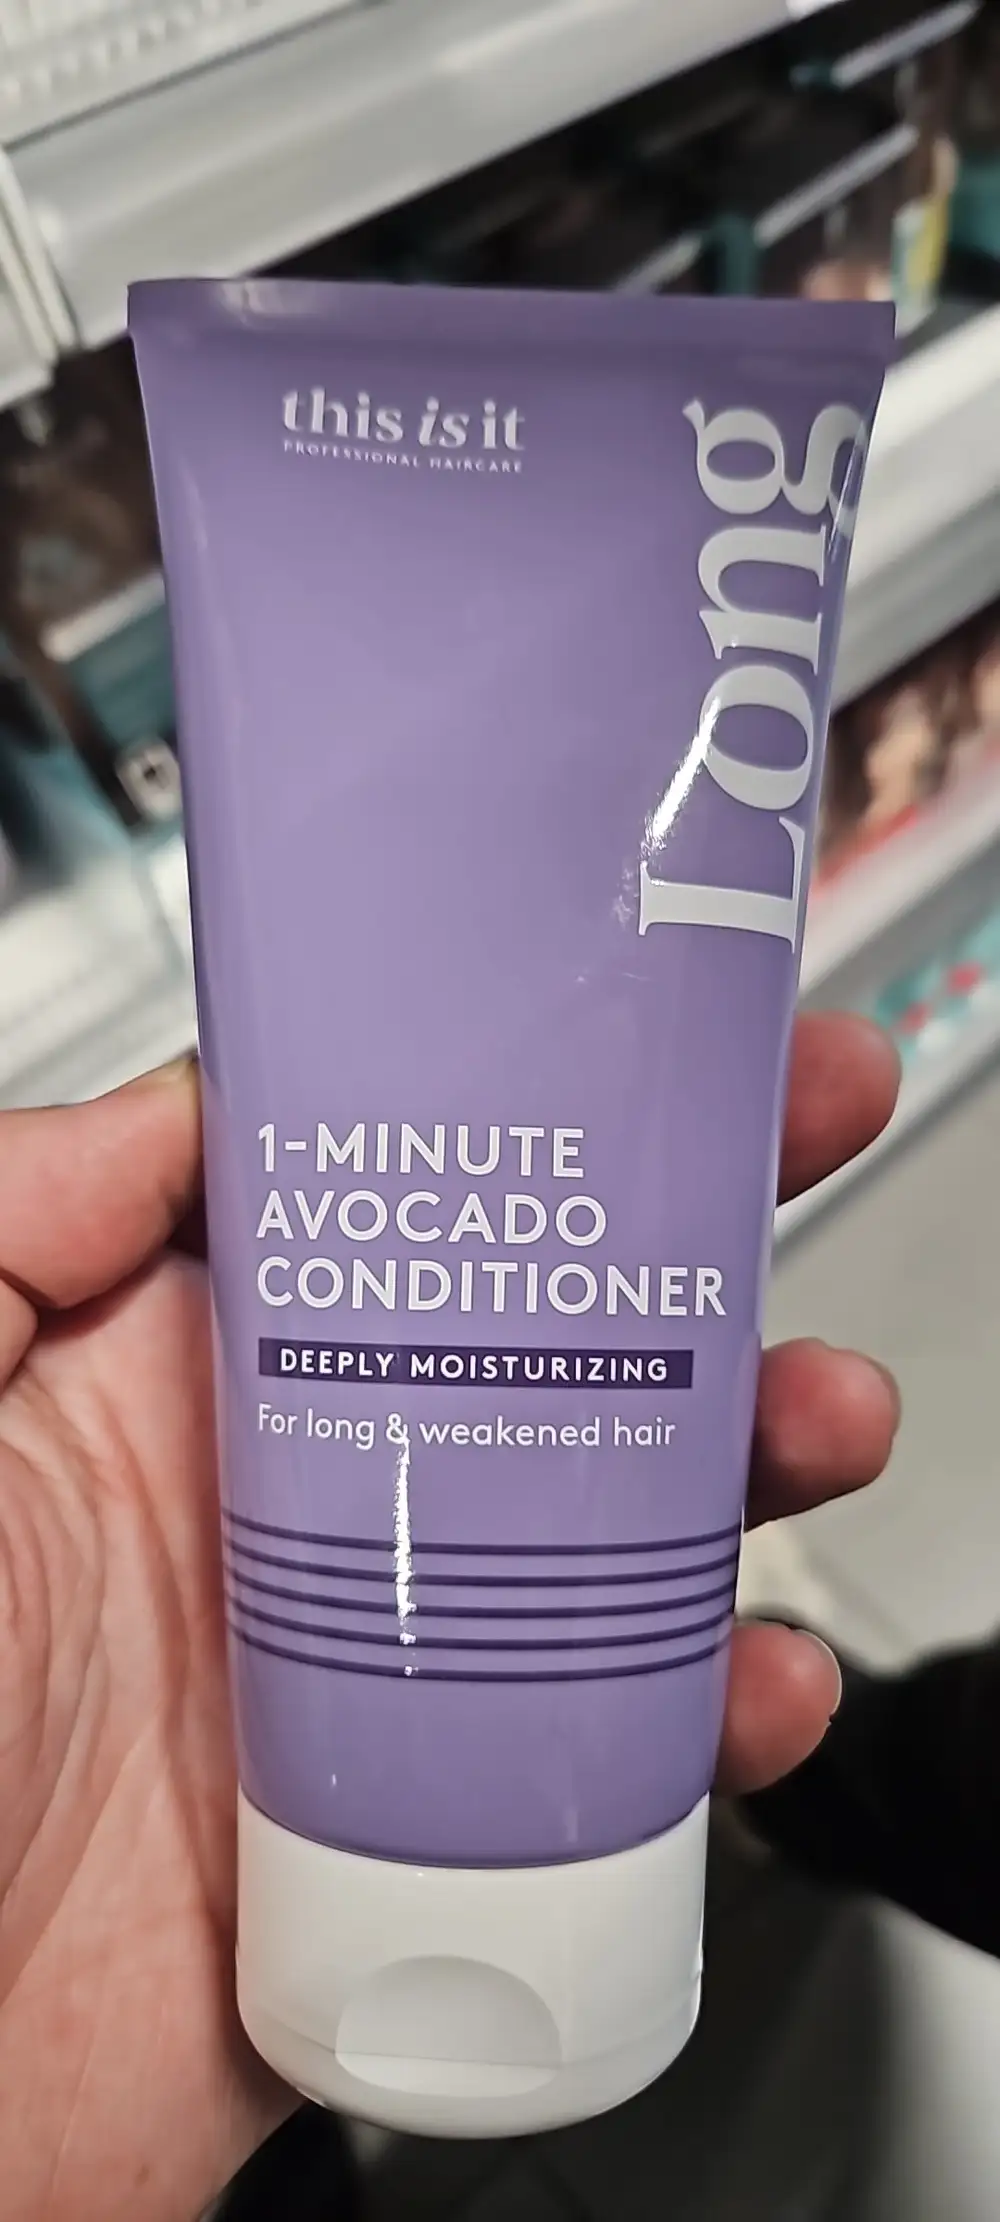 this is it
PROFESSIONAL HAIRCARE
Long
1-MINUTE
AVOCADO
CONDITIONER
DEEPLY MOISTURIZING
For long & weakened hair